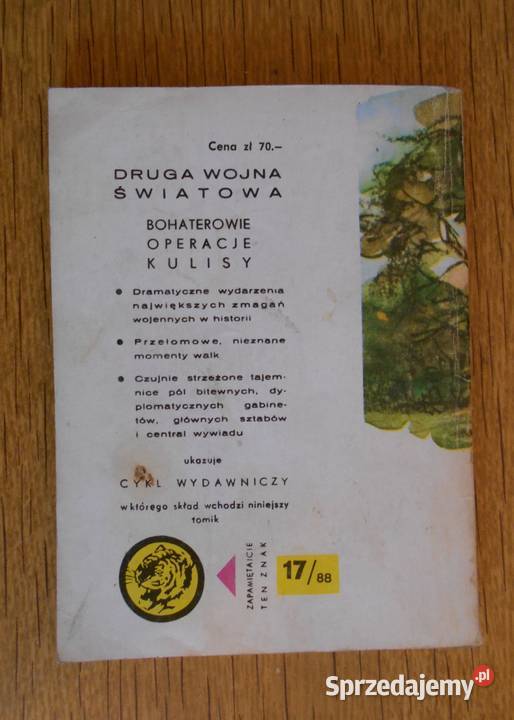 Cena zł 70.–
DRUGA WOJNA
ŚWIATOWA
BOHATEROWIE
OPERACJE
KULISY
● Dramatyczne wydarzenia
największych zmagań
wojennych w historii
● Przełomowe, nieznane
momenty walk
● Czujnie strzeżone tajem-
nice pól bitewnych, dy-
plomatycznych gabine-
tów, głównych sztabów
i central wywiadu
ukazuje
CYKL WYDAWNICZY
w którego skład wchodzi niniejszy
tomik
ZAPAMIĘTAJCIE
TEN ZNAK
17/88
Sprzedajemy.pl